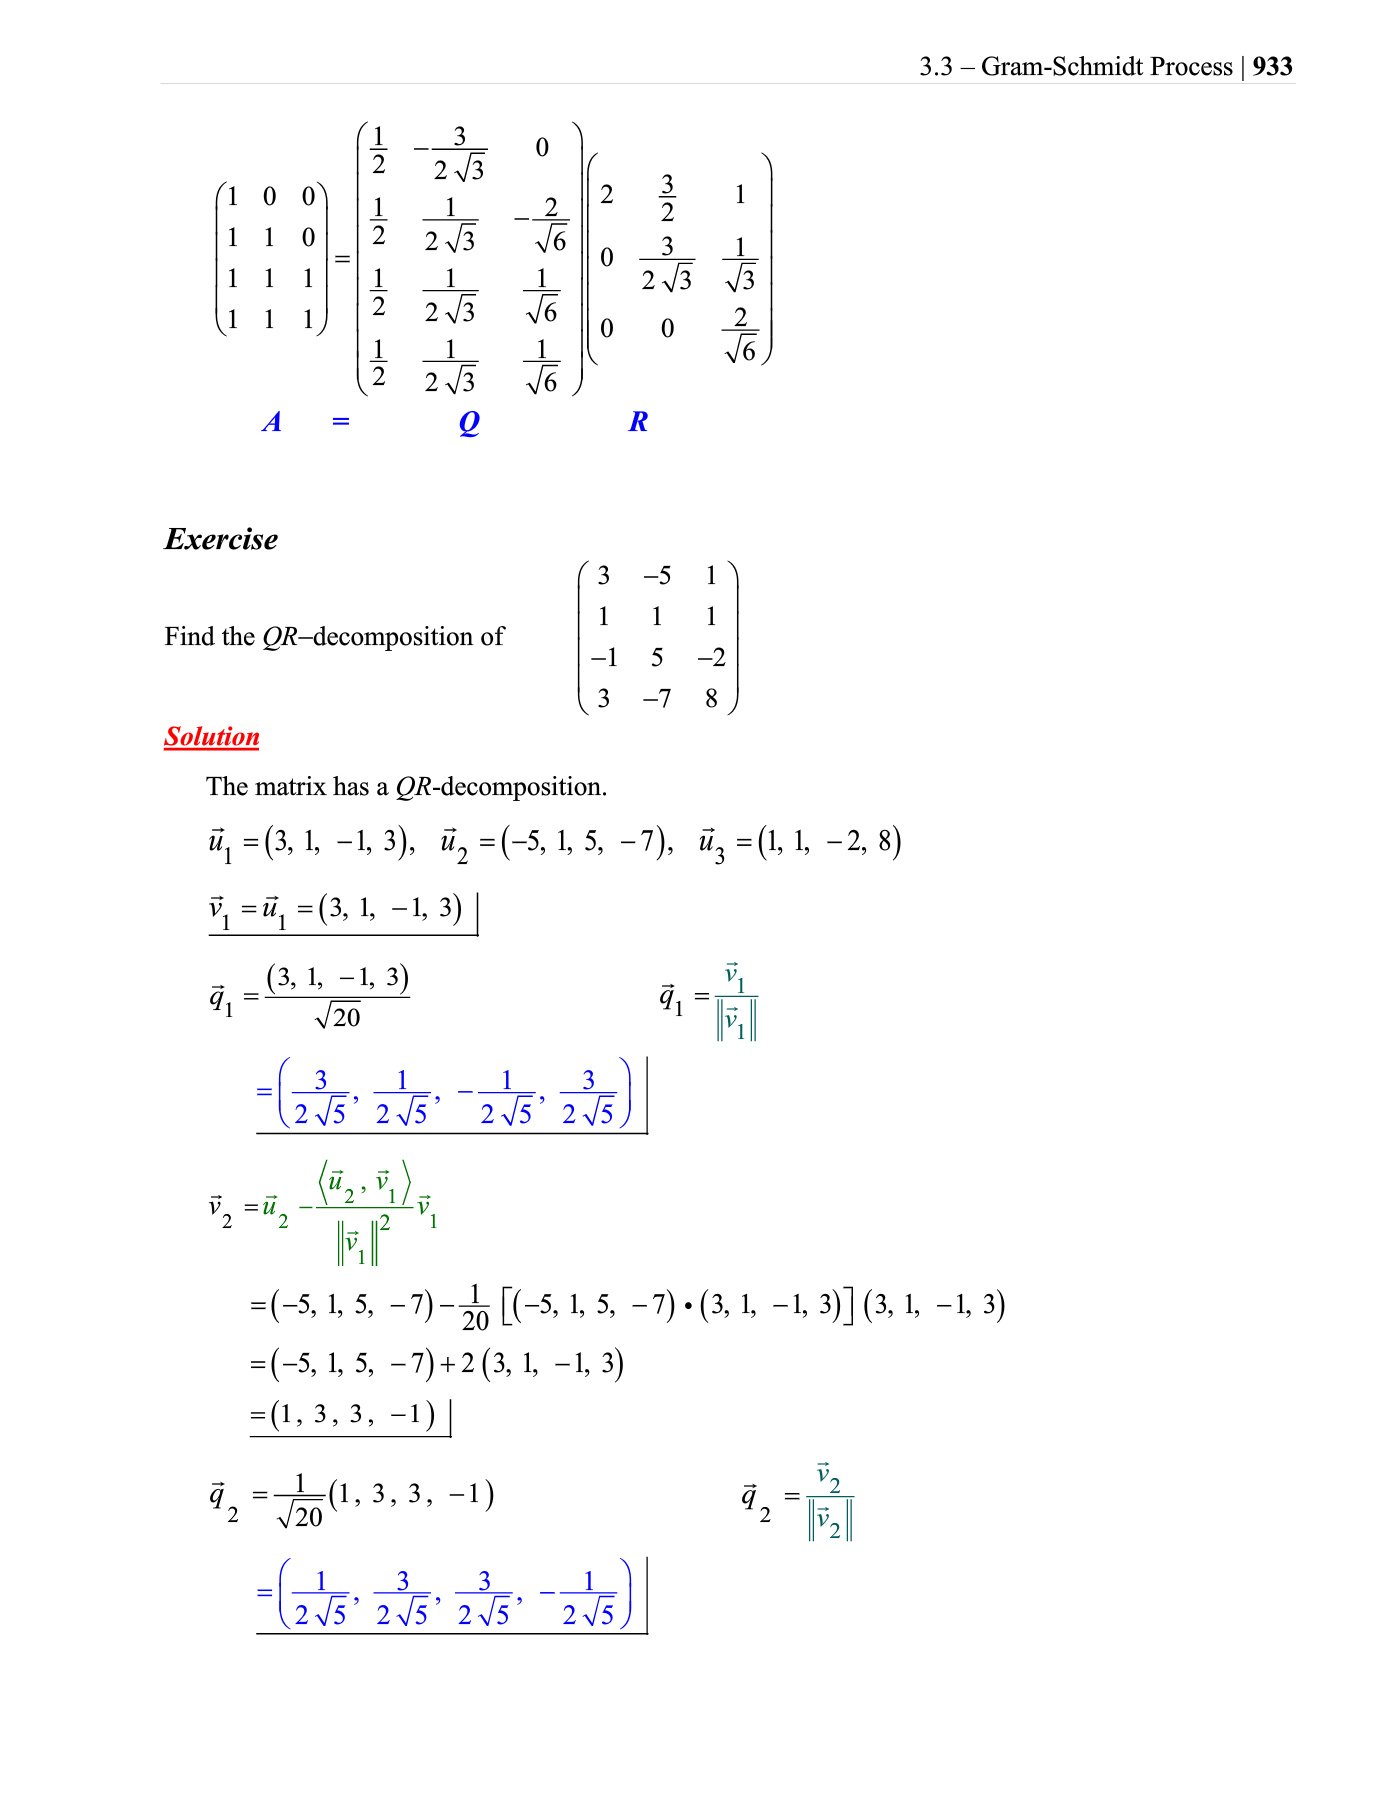 3.3 – Gram-Schmidt Process | 933
$\begin{pmatrix} 1 & 0 & 0 \\ 1 & 1 & 0 \\ 1 & 1 & 1 \\ 1 & 1 & 1 \end{pmatrix} = \begin{pmatrix} \frac{1}{2} & -\frac{3}{2\sqrt{3}} & 0 \\ \frac{1}{2} & \frac{1}{2\sqrt{3}} & -\frac{2}{\sqrt{6}} \\ \frac{1}{2} & \frac{1}{2\sqrt{3}} & \frac{1}{\sqrt{6}} \\ \frac{1}{2} & \frac{1}{2\sqrt{3}} & \frac{1}{\sqrt{6}} \end{pmatrix} \begin{pmatrix} 2 & \frac{3}{2} & 1 \\ 0 & \frac{3}{2\sqrt{3}} & \frac{1}{\sqrt{3}} \\ 0 & 0 & \frac{2}{\sqrt{6}} \end{pmatrix}$
A = Q R
Exercise
Find the QR–decomposition of $\begin{pmatrix} 3 & -5 & 1 \\ 1 & 1 & 1 \\ -1 & 5 & -2 \\ 3 & -7 & 8 \end{pmatrix}$
Solution
The matrix has a QR-decomposition.
$\vec{u}_1 = (3, 1, -1, 3), \quad \vec{u}_2 = (-5, 1, 5, -7), \quad \vec{u}_3 = (1, 1, -2, 8)$
$\vec{v}_1 = \vec{u}_1 = (3, 1, -1, 3)$
$\vec{q}_1 = \frac{(3, 1, -1, 3)}{\sqrt{20}} \qquad \vec{q}_1 = \frac{\vec{v}_1}{\|\vec{v}_1\|}$
$= \left( \frac{3}{2\sqrt{5}}, \frac{1}{2\sqrt{5}}, -\frac{1}{2\sqrt{5}}, \frac{3}{2\sqrt{5}} \right)$
$\vec{v}_2 = \vec{u}_2 - \frac{\langle \vec{u}_2, \vec{v}_1 \rangle}{\|\vec{v}_1\|^2} \vec{v}_1$
$= (-5, 1, 5, -7) - \frac{1}{20} [(-5, 1, 5, -7) \bullet (3, 1, -1, 3)] (3, 1, -1, 3)$
$= (-5, 1, 5, -7) + 2 (3, 1, -1, 3)$
$= (1, 3, 3, -1)$
$\vec{q}_2 = \frac{1}{\sqrt{20}} (1, 3, 3, -1) \qquad \vec{q}_2 = \frac{\vec{v}_2}{\|\vec{v}_2\|}$
$= \left( \frac{1}{2\sqrt{5}}, \frac{3}{2\sqrt{5}}, \frac{3}{2\sqrt{5}}, -\frac{1}{2\sqrt{5}} \right)$